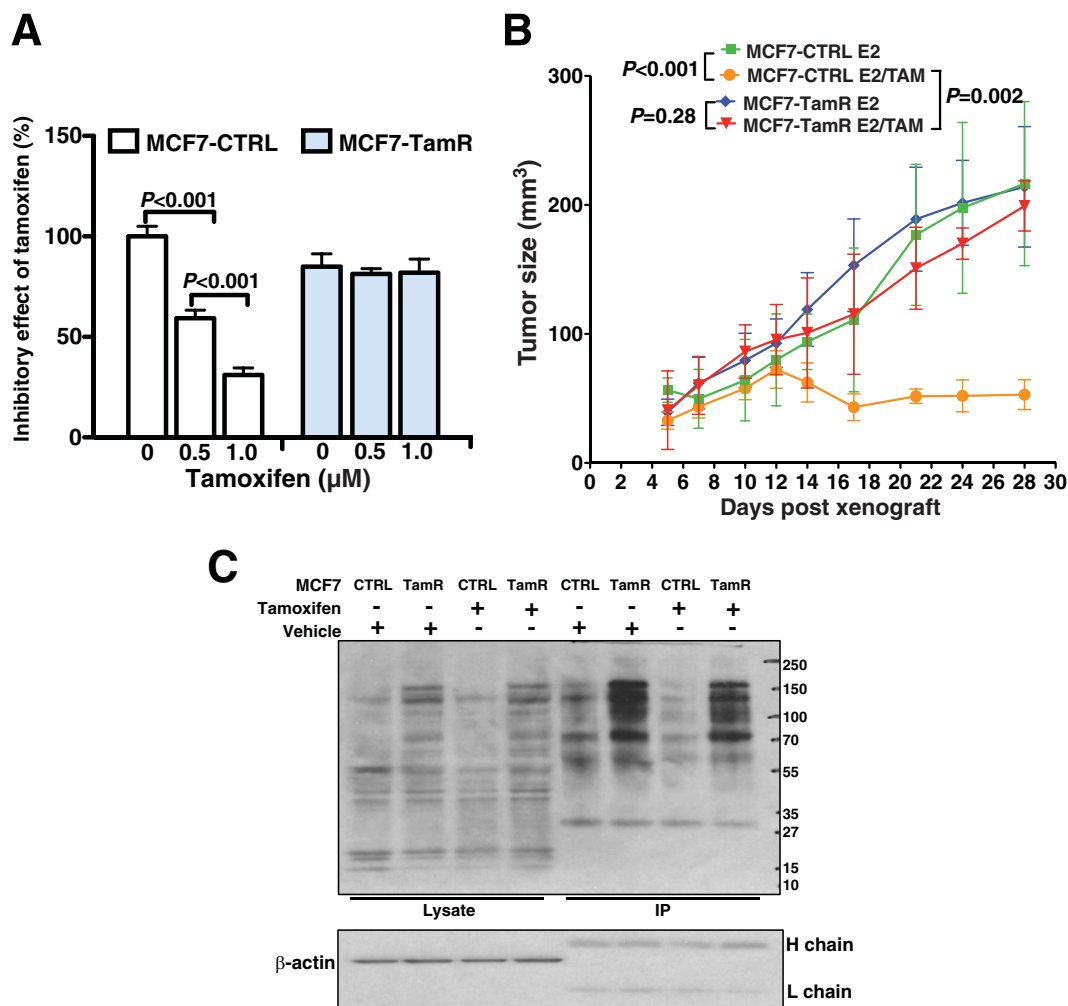 A
Inhibitory effect of tamoxifen (%)
150
100
50
0
MCF7-CTRL
MCF7-TamR
P<0.001
P<0.001
0 0.5 1.0 0 0.5 1.0
Tamoxifen (µM)
B
MCF7-CTRL E2
MCF7-CTRL E2/TAM
MCF7-TamR E2
MCF7-TamR E2/TAM
P<0.001
P=0.28
P=0.002
Tumor size (mm³)
300
200
100
0
0 2 4 6 8 10 12 14 16 18 20 22 24 26 28 30
Days post xenograft
C
MCF7 CTRL TamR CTRL TamR CTRL TamR CTRL TamR
Tamoxifen - - + + - - + +
Vehicle + + - - + + - -
250
150
100
70
55
35
27
15
10
Lysate IP
β-actin
H chain
L chain